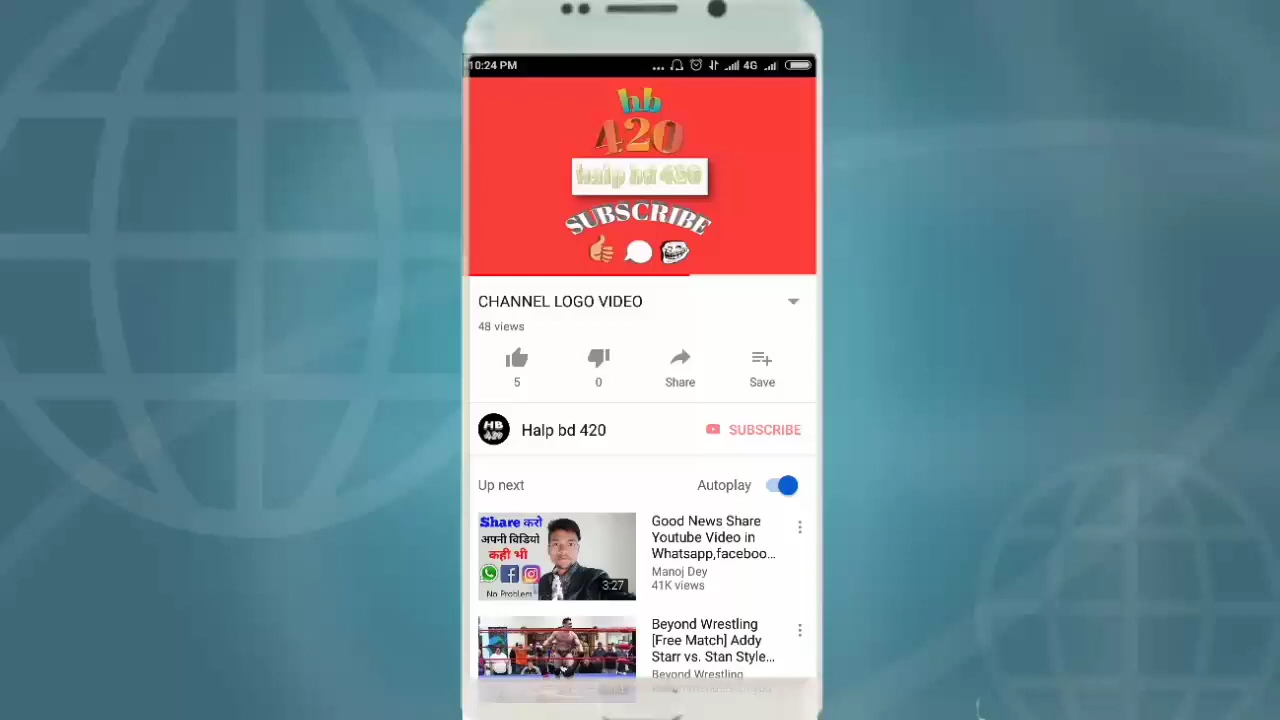 10:24 PM
4G
hb
420
halp bd 420
SUBSCRIBE
CHANNEL LOGO VIDEO
48 views
5
0
Share
Save
HB
420
Halp bd 420
SUBSCRIBE
Up next
Autoplay
Share करो
अपनी विडियो
कही भी
No Problem
3:27
Good News Share
Youtube Video in
Whatsapp,faceboo...
Manoj Dey
41K views
Beyond Wrestling
[Free Match] Addy
Starr vs. Stan Style...
Beyond Wrestling